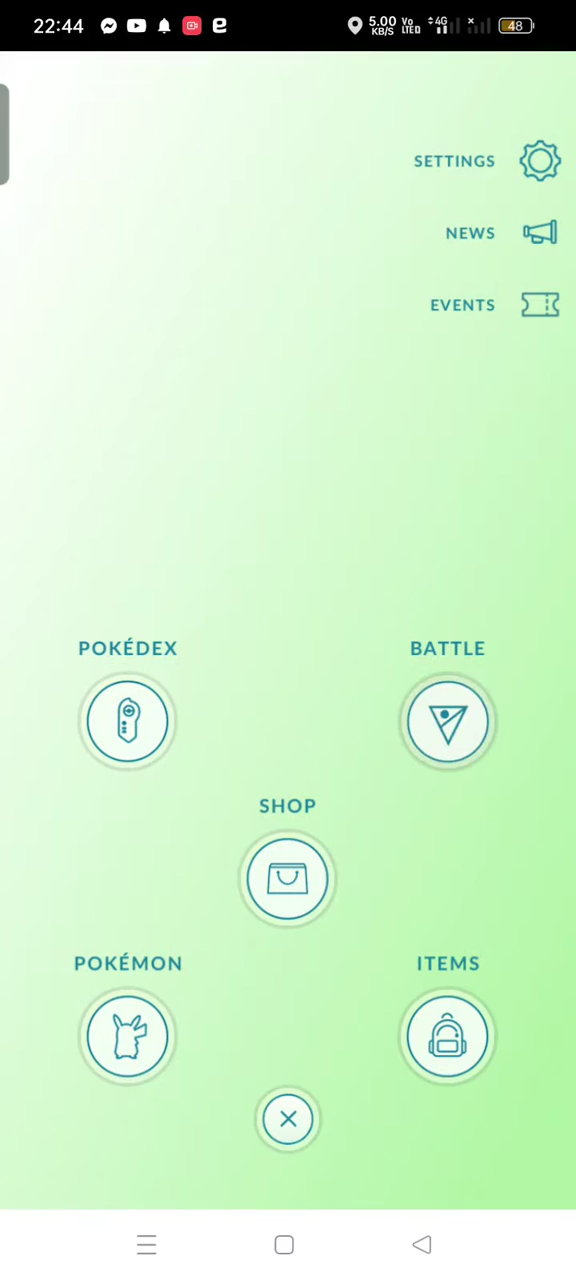 22:44
5.00 KB/S
Vo LTED
4G
48
SETTINGS
NEWS
EVENTS
POKÉDEX
BATTLE
SHOP
POKÉMON
ITEMS